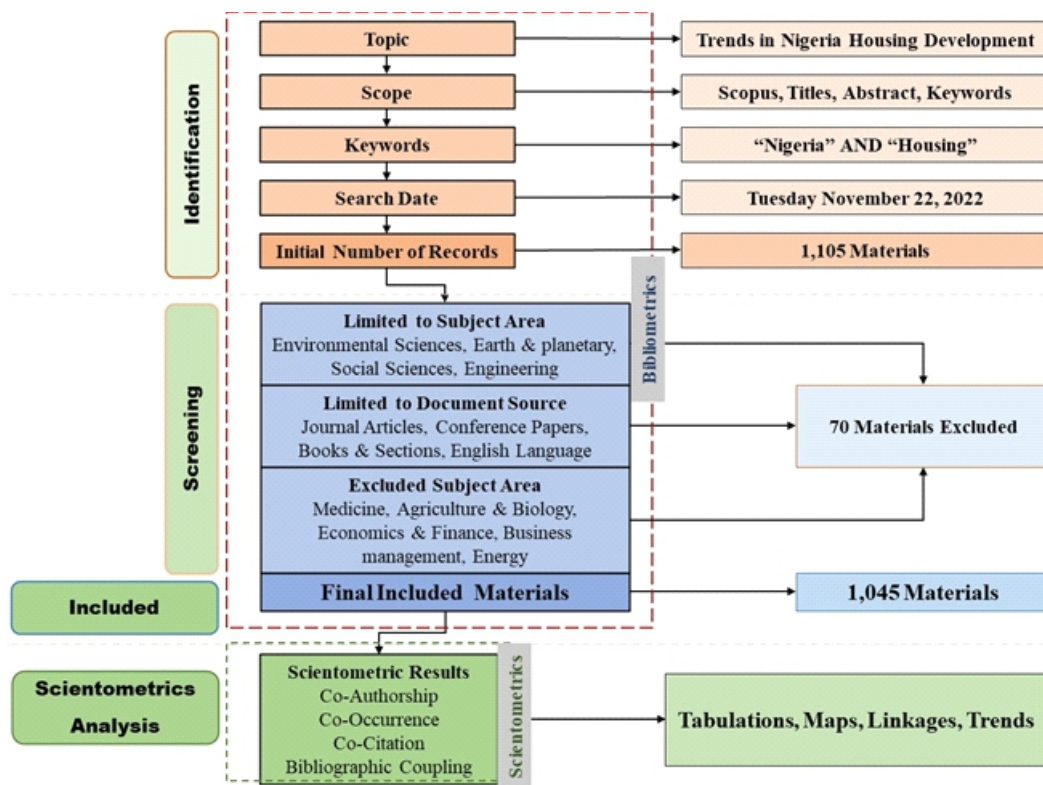 Identification
Topic
Trends in Nigeria Housing Development
Scope
Scopus, Titles, Abstract, Keywords
Keywords
“Nigeria” AND “Housing”
Search Date
Tuesday November 22, 2022
Initial Number of Records
1,105 Materials
Bibliometrics
Screening
Limited to Subject Area
Environmental Sciences, Earth & planetary,
Social Sciences, Engineering
Limited to Document Source
Journal Articles, Conference Papers,
Books & Sections, English Language
70 Materials Excluded
Excluded Subject Area
Medicine, Agriculture & Biology,
Economics & Finance, Business
management, Energy
Included
Final Included Materials
1,045 Materials
Scientometrics
Analysis
Scientometric Results
Co-Authorship
Co-Occurrence
Co-Citation
Bibliographic Coupling
Scientometrics
Tabulations, Maps, Linkages, Trends